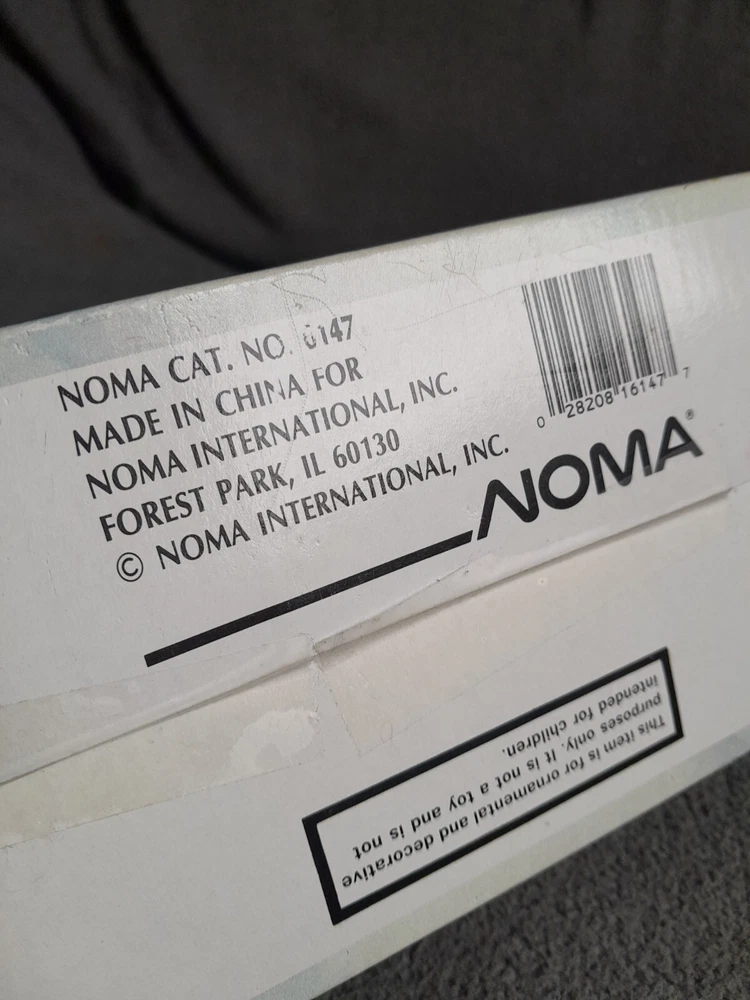 NOMA CAT. NO. 6147
MADE IN CHINA FOR
NOMA INTERNATIONAL, INC.
FOREST PARK, IL 60130
© NOMA INTERNATIONAL, INC.
0 28208 16147 7
NOMA®
This item is for ornamental and decorative
purposes only. It is not a toy and is not
intended for children.